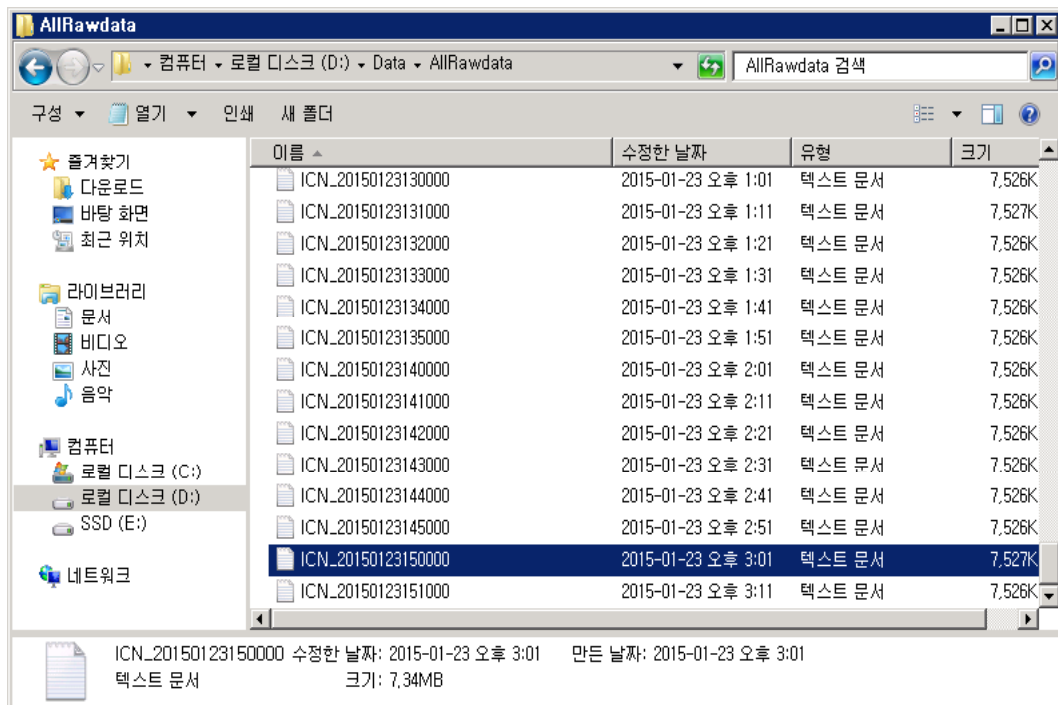 AllRawdata
컴퓨터 로컬 디스크 (D:) Data AllRawdata AllRawdata 검색
구성 열기 인쇄 새 폴더
즐겨찾기
다운로드
바탕 화면
최근 위치
라이브러리
문서
비디오
사진
음악
컴퓨터
로컬 디스크 (C:)
로컬 디스크 (D:)
SSD (E:)
네트워크
이름 수정한 날짜 유형 크기
ICN_20150123130000 2015-01-23 오후 1:01 텍스트 문서 7,526K
ICN_20150123131000 2015-01-23 오후 1:11 텍스트 문서 7,527K
ICN_20150123132000 2015-01-23 오후 1:21 텍스트 문서 7,526K
ICN_20150123133000 2015-01-23 오후 1:31 텍스트 문서 7,526K
ICN_20150123134000 2015-01-23 오후 1:41 텍스트 문서 7,526K
ICN_20150123135000 2015-01-23 오후 1:51 텍스트 문서 7,526K
ICN_20150123140000 2015-01-23 오후 2:01 텍스트 문서 7,526K
ICN_20150123141000 2015-01-23 오후 2:11 텍스트 문서 7,526K
ICN_20150123142000 2015-01-23 오후 2:21 텍스트 문서 7,526K
ICN_20150123143000 2015-01-23 오후 2:31 텍스트 문서 7,526K
ICN_20150123144000 2015-01-23 오후 2:41 텍스트 문서 7,526K
ICN_20150123145000 2015-01-23 오후 2:51 텍스트 문서 7,526K
ICN_20150123150000 2015-01-23 오후 3:01 텍스트 문서 7,527K
ICN_20150123151000 2015-01-23 오후 3:11 텍스트 문서 7,526K
ICN_20150123150000 수정한 날짜: 2015-01-23 오후 3:01 만든 날짜: 2015-01-23 오후 3:01
텍스트 문서 크기: 7,34MB